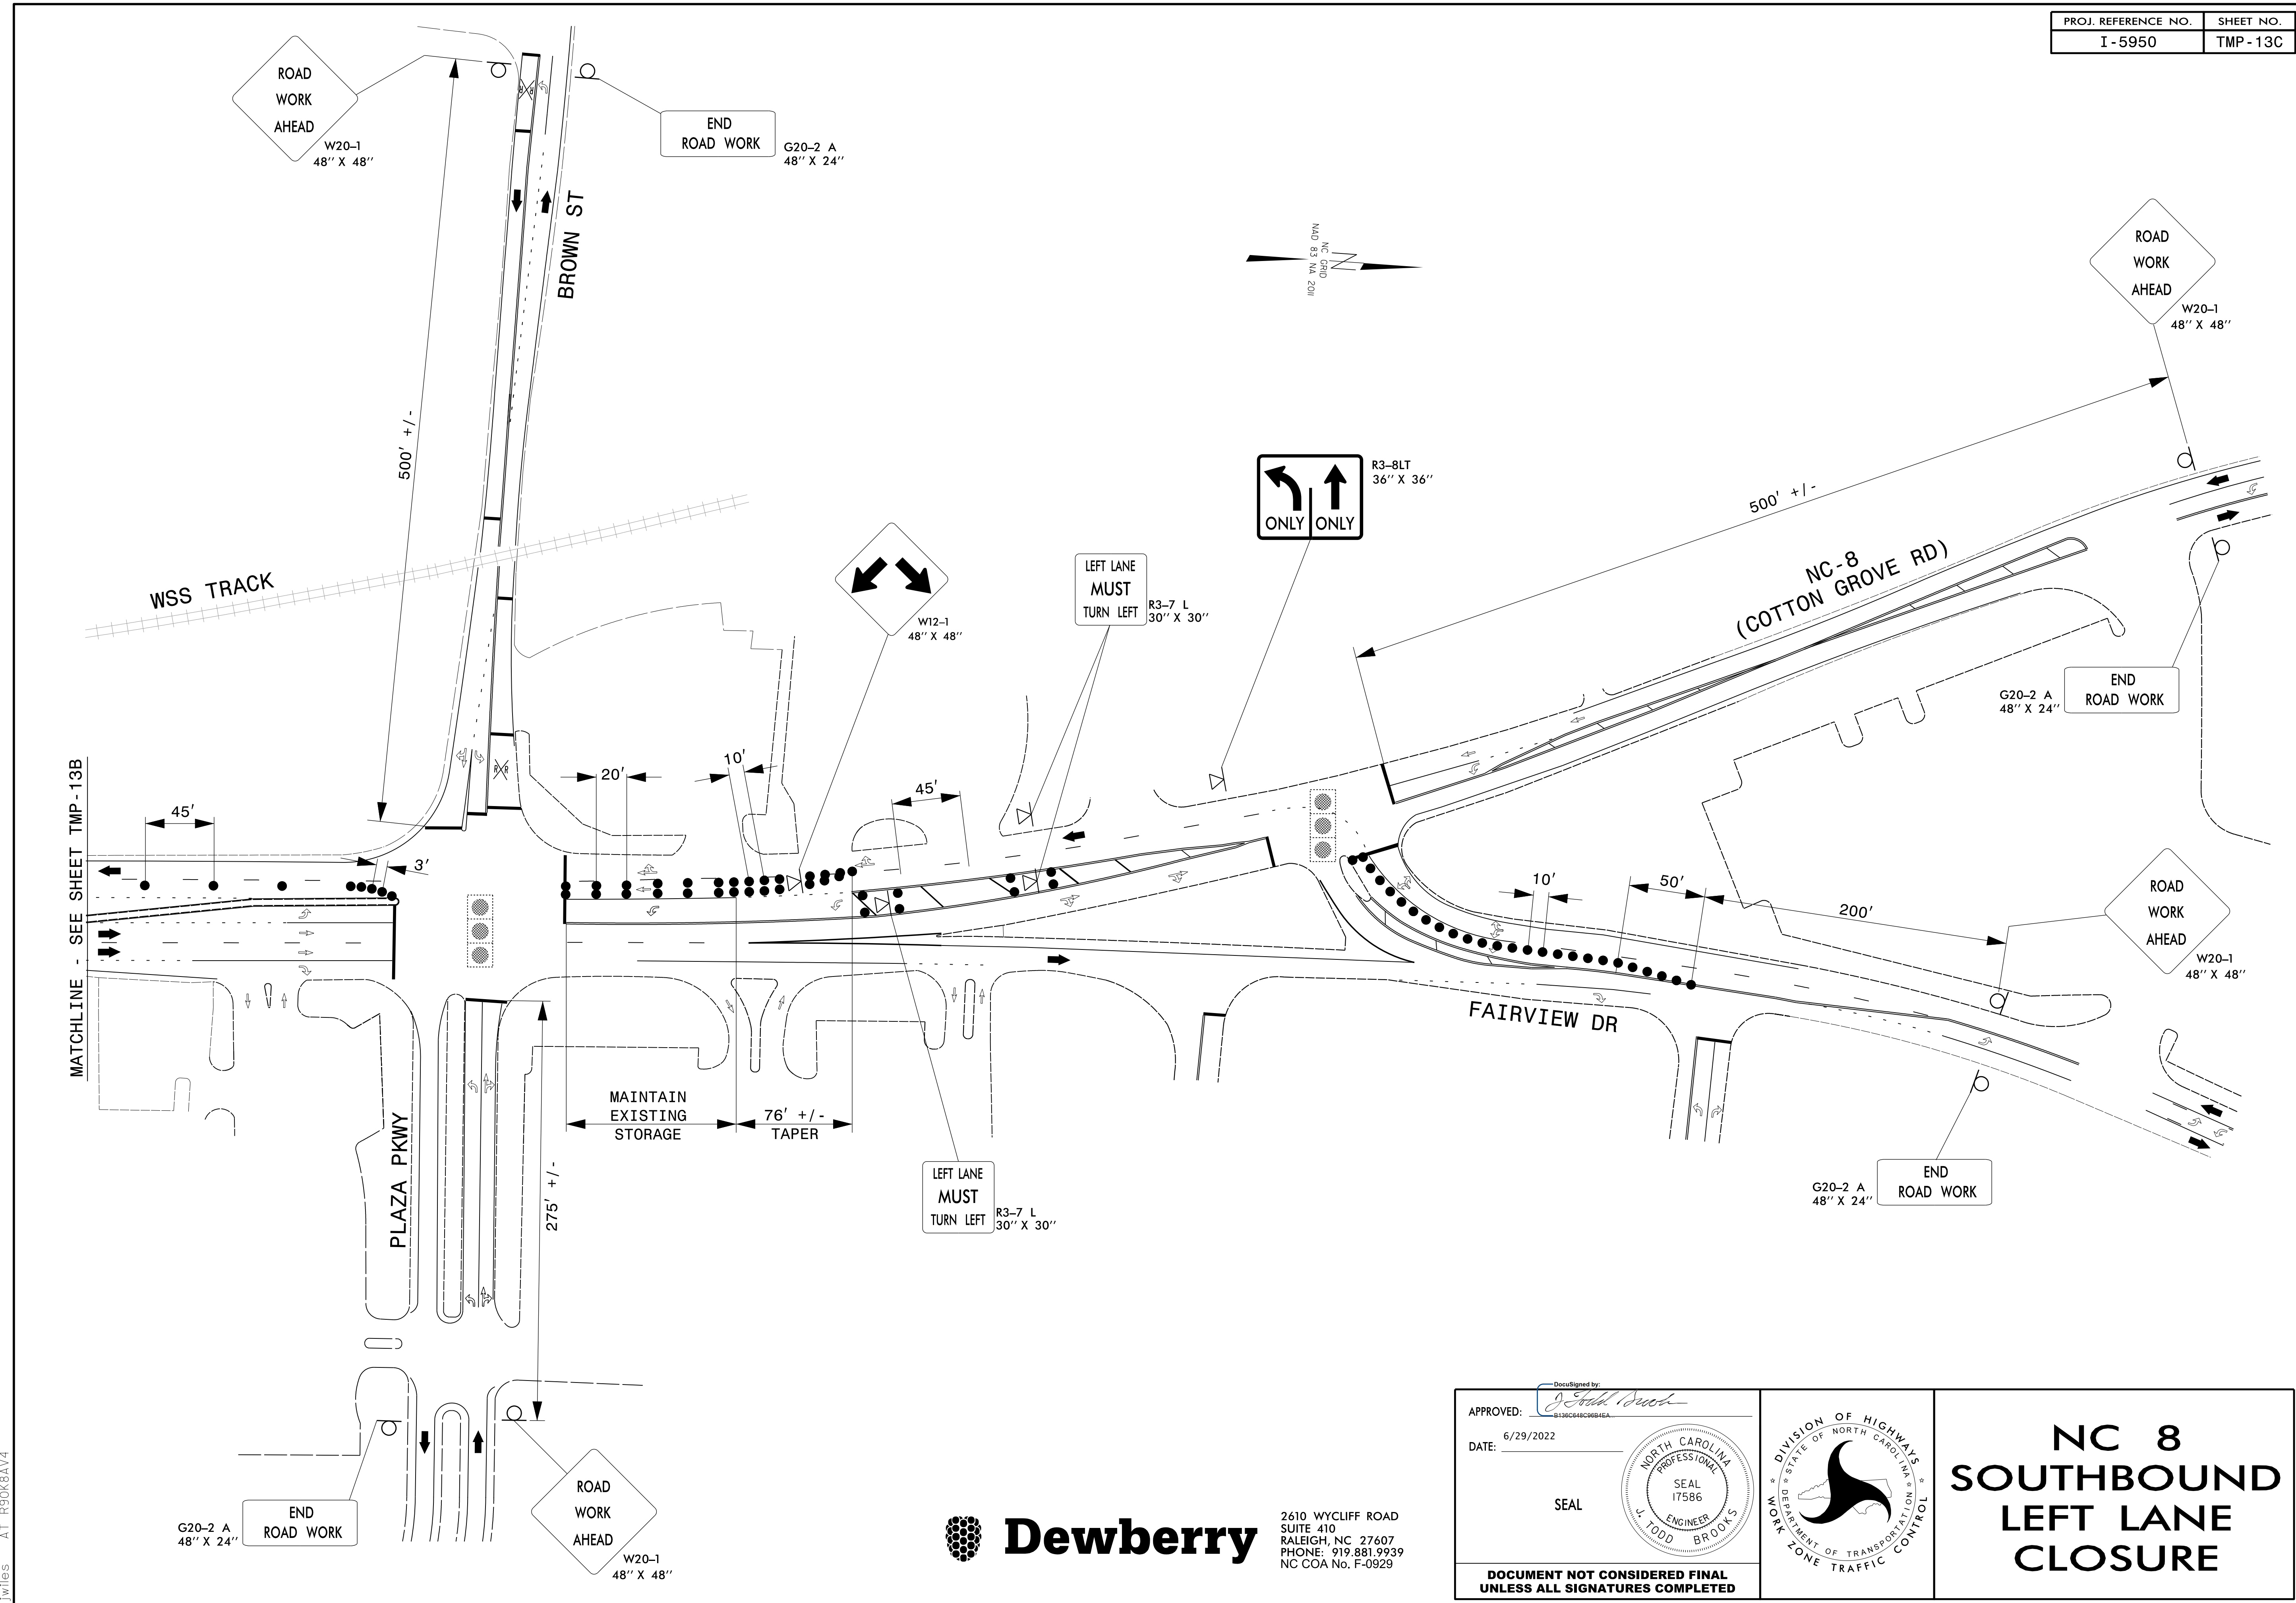 PROJ. REFERENCE NO. SHEET NO.
I-5950 TMP-13C
ROAD
WORK
AHEAD
W20-1
48'' X 48''
END
ROAD WORK
G20-2 A
48'' X 24''
BROWN ST
500' +/-
NC GRID
NAD 83 NA 2011
ROAD
WORK
AHEAD
W20-1
48'' X 48''
R3-8LT
36'' X 36''
ONLY ONLY
500' +/-
NC-8
(COTTON GROVE RD)
WSS TRACK
W12-1
48'' X 48''
LEFT LANE
MUST
TURN LEFT
R3-7 L
30'' X 30''
END
ROAD WORK
G20-2 A
48'' X 24''
MATCHLINE - SEE SHEET TMP-13B
R R
R R
45'
3'
20'
10'
45'
10'
50'
200'
ROAD
WORK
AHEAD
W20-1
48'' X 48''
FAIRVIEW DR
MAINTAIN
EXISTING
STORAGE
76' +/-
TAPER
PLAZA PKWY
275' +/-
LEFT LANE
MUST
TURN LEFT
R3-7 L
30'' X 30''
END
ROAD WORK
G20-2 A
48'' X 24''
END
ROAD WORK
G20-2 A
48'' X 24''
ROAD
WORK
AHEAD
W20-1
48'' X 48''
Dewberry
2610 WYCLIFF ROAD
SUITE 410
RALEIGH, NC 27607
PHONE: 919.881.9939
NC COA No. F-0929
DocuSigned by:
APPROVED: J Todd Brooks
B136C648C96B4EA...
DATE: 6/29/2022
SEAL
NORTH CAROLINA
PROFESSIONAL
SEAL
17586
ENGINEER
J. TODD BROOKS
DOCUMENT NOT CONSIDERED FINAL
UNLESS ALL SIGNATURES COMPLETED
DIVISION OF HIGHWAYS
STATE OF NORTH CAROLINA
DEPARTMENT OF TRANSPORTATION
WORK ZONE TRAFFIC CONTROL
NC 8
SOUTHBOUND
LEFT LANE
CLOSURE
jwiles AT R90K8AV4